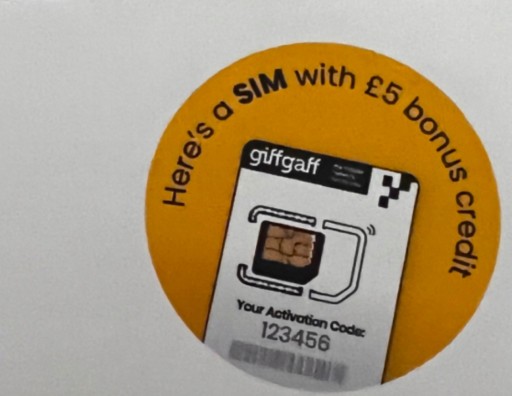 Here's a SIM with £5 bonus credit
giffgaff
Your Activation Code:
123456